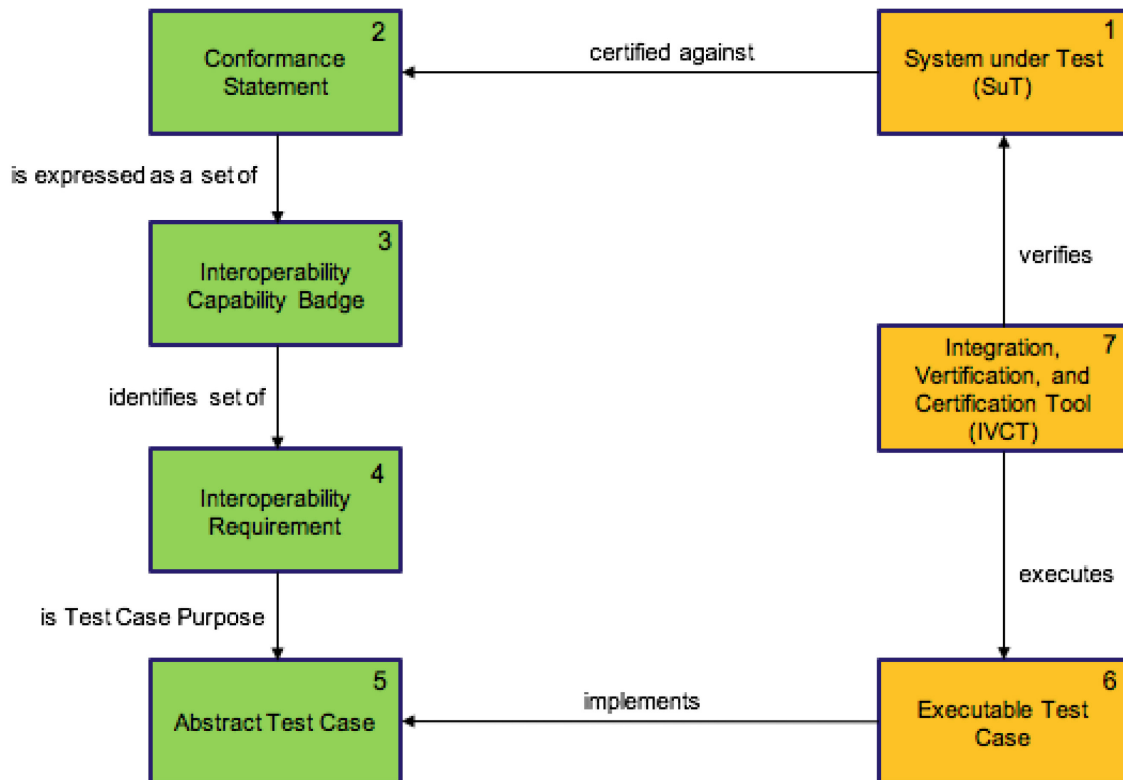 2
Conformance
Statement
certified against
1
System under Test
(SuT)
is expressed as a set of
3
Interoperability
Capability Badge
verifies
identifies set of
7
Integration,
Vertification, and
Certification Tool
(IVCT)
4
Interoperability
Requirement
executes
is Test Case Purpose
5
Abstract Test Case
implements
6
Executable Test
Case